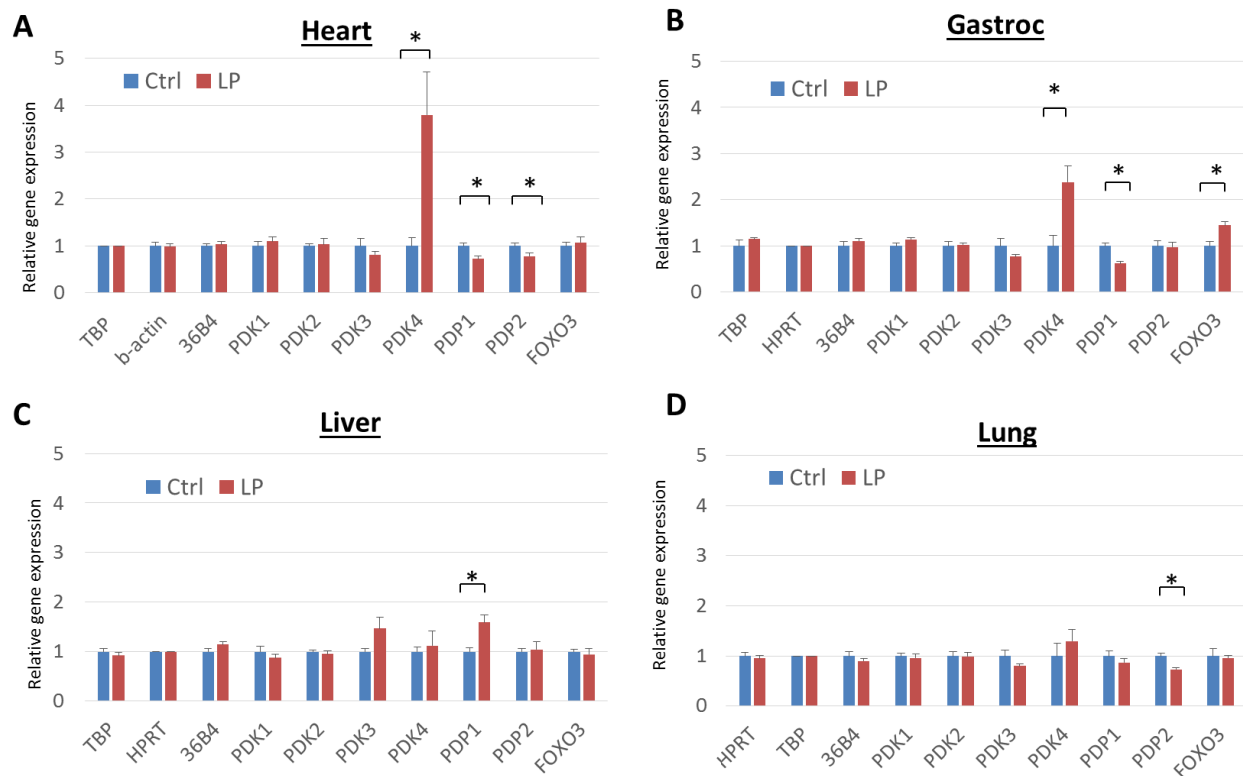 A
Heart
*
5
Ctrl LP
4
3
2
1
0
* *
Relative gene expression
TBP b-actin 36B4 PDK1 PDK2 PDK3 PDK4 PDP1 PDP2 FOXO3
B
Gastroc
5
Ctrl LP
4
3
2
1
0
* * *
Relative gene expression
TBP HPRT 36B4 PDK1 PDK2 PDK3 PDK4 PDP1 PDP2 FOXO3
C
Liver
5
Ctrl LP
4
3
2
1
0
*
Relative gene expression
TBP HPRT 36B4 PDK1 PDK2 PDK3 PDK4 PDP1 PDP2 FOXO3
D
Lung
5
Ctrl LP
4
3
2
1
0
*
Relative gene expression
HPRT TBP 36B4 PDK1 PDK2 PDK3 PDK4 PDP1 PDP2 FOXO3